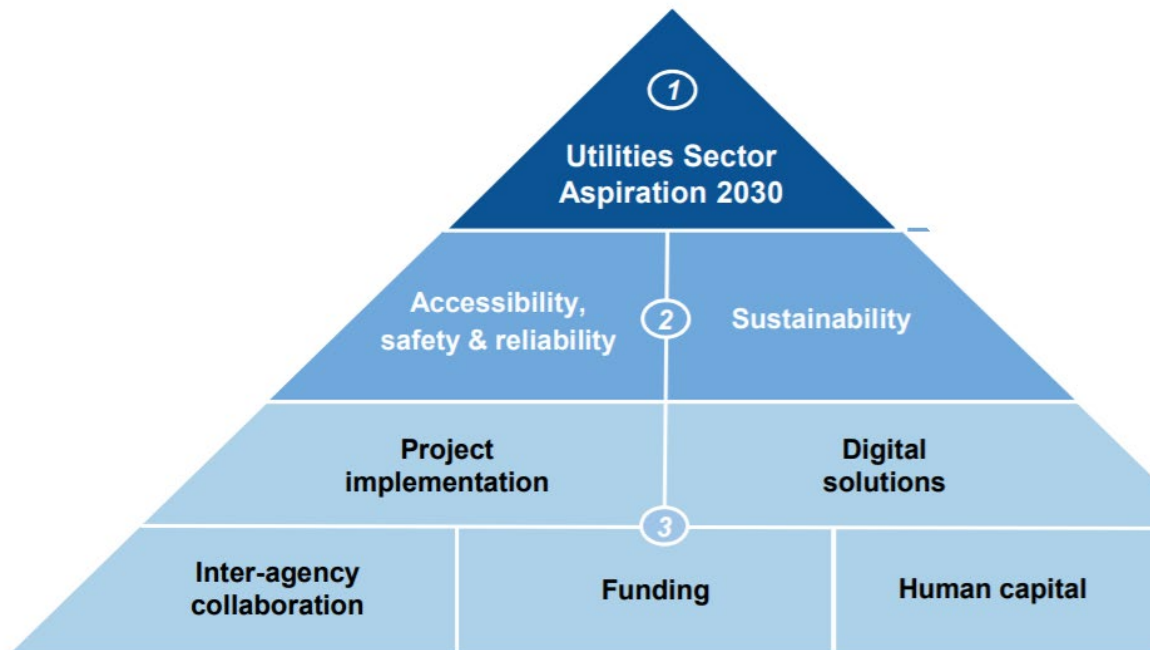 1
Utilities Sector
Aspiration 2030
Accessibility,
safety & reliability
2
Sustainability
Project
implementation
Digital
solutions
3
Inter-agency
collaboration
Funding
Human capital